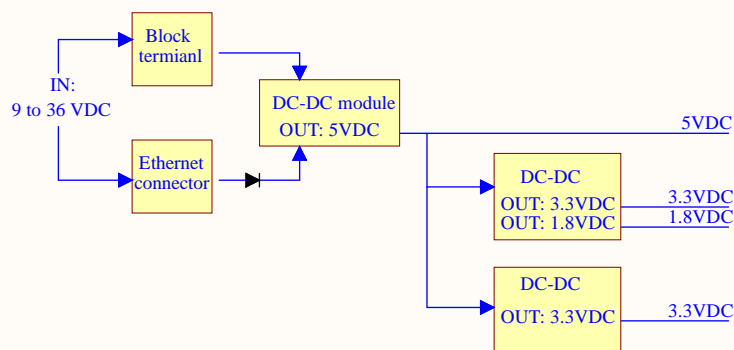 Block
termianl
IN:
9 to 36 VDC
DC-DC module
OUT: 5VDC
5VDC
Ethernet
connector
DC-DC
OUT: 3.3VDC
OUT: 1.8VDC
3.3VDC
1.8VDC
DC-DC
OUT: 3.3VDC
3.3VDC